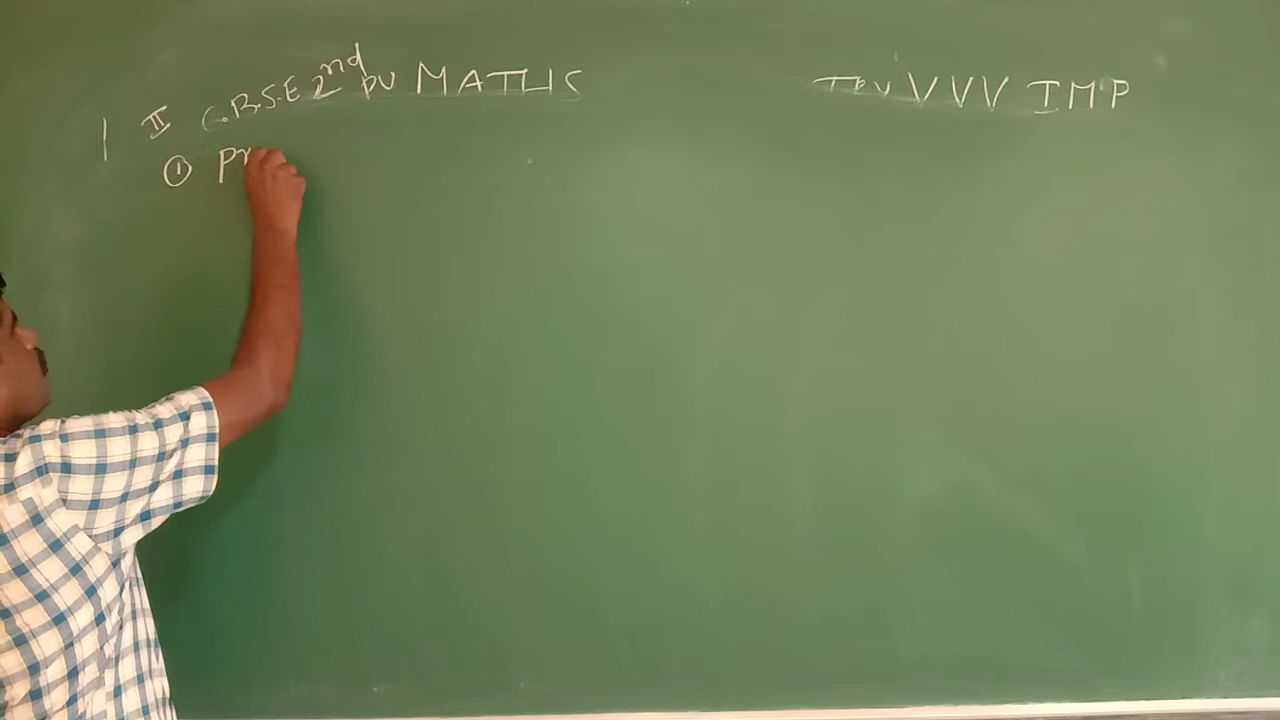 II C.B.S.E 2nd PU MATHS VVV IMP
① Pr